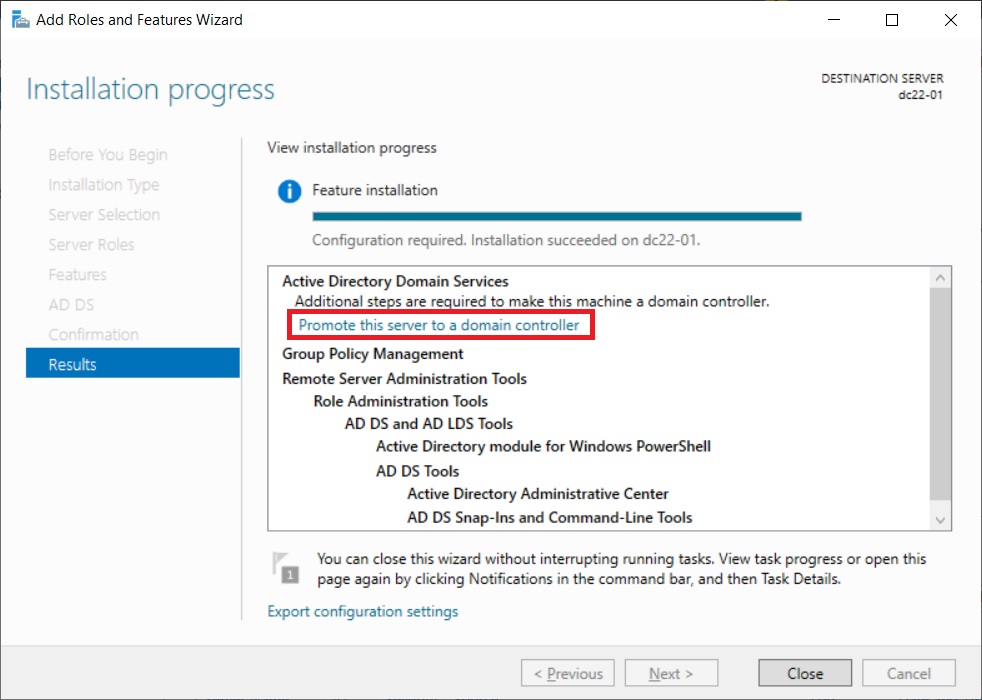 Add Roles and Features Wizard
Installation progress
DESTINATION SERVER
dc22-01
Before You Begin
Installation Type
Server Selection
Server Roles
Features
AD DS
Confirmation
Results
View installation progress
Feature installation
Configuration required. Installation succeeded on dc22-01.
Active Directory Domain Services
Additional steps are required to make this machine a domain controller.
Promote this server to a domain controller
Group Policy Management
Remote Server Administration Tools
Role Administration Tools
AD DS and AD LDS Tools
Active Directory module for Windows PowerShell
AD DS Tools
Active Directory Administrative Center
AD DS Snap-Ins and Command-Line Tools
1
You can close this wizard without interrupting running tasks. View task progress or open this
page again by clicking Notifications in the command bar, and then Task Details.
Export configuration settings
< Previous
Next >
Close
Cancel